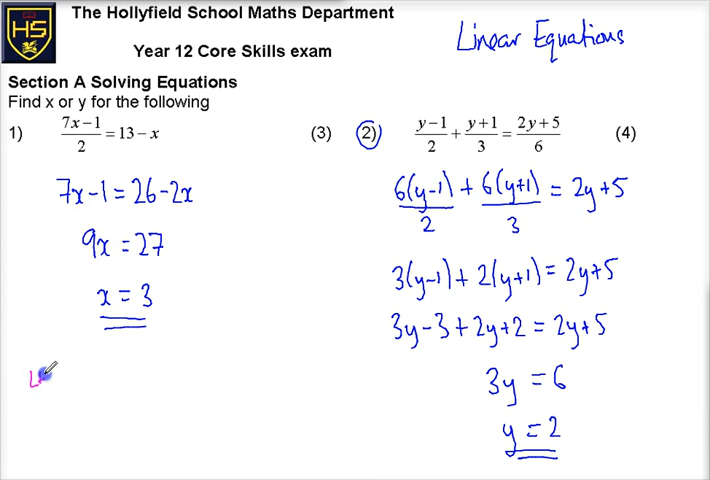 HS
The Hollyfield School Maths Department
Year 12 Core Skills exam
Linear Equations
Section A Solving Equations
Find x or y for the following
1) (7x−1)/2 = 13 − x (3)
7x−1 = 26−2x
9x = 27
x = 3
2) (y−1)/2 + (y+1)/3 = (2y+5)/6 (4)
6(y−1)/2 + 6(y+1)/3 = 2y+5
3(y−1) + 2(y+1) = 2y+5
3y−3+2y+2 = 2y+5
3y = 6
y = 2